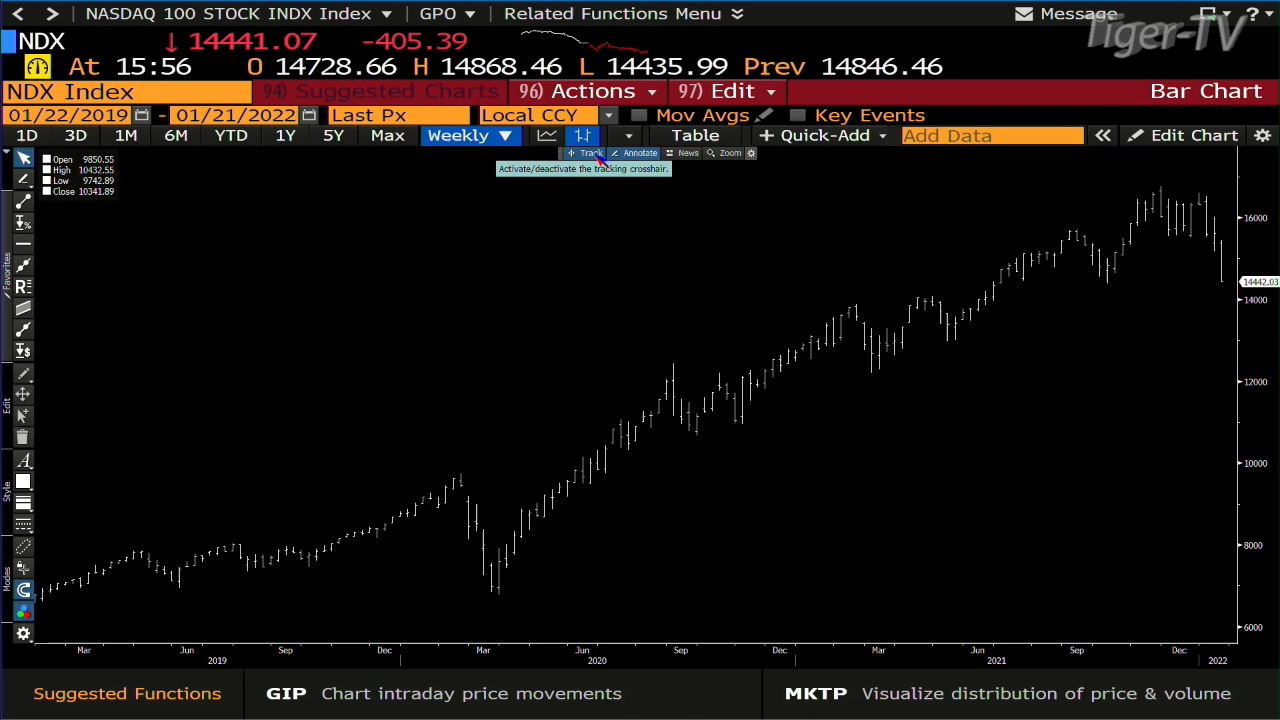 NASDAQ 100 STOCK INDX Index GPO Related Functions Menu Message ?
Tiger-TV
NDX 14441.07 -405.39
At 15:56 O 14728.66 H 14868.46 L 14435.99 Prev 14846.46
NDX Index 94) Suggested Charts 96) Actions 97) Edit Bar Chart
01/22/2019 - 01/21/2022 Last Px Local CCY Mov Avgs Key Events
1D 3D 1M 6M YTD 1Y 5Y Max Weekly Table + Quick-Add Add Data Edit Chart
Track Annotate News Zoom
Activate/deactivate the tracking crosshair.
Open 9850.55
High 10432.55
Low 9742.89
Close 10341.89
Favorites
Edit
Style
Modes
16000
14442.03
14000
12000
10000
8000
6000
Mar Jun Sep Dec Mar Jun Sep Dec Mar Jun Sep Dec
2019 2020 2021 2022
Suggested Functions GIP Chart intraday price movements MKTP Visualize distribution of price & volume